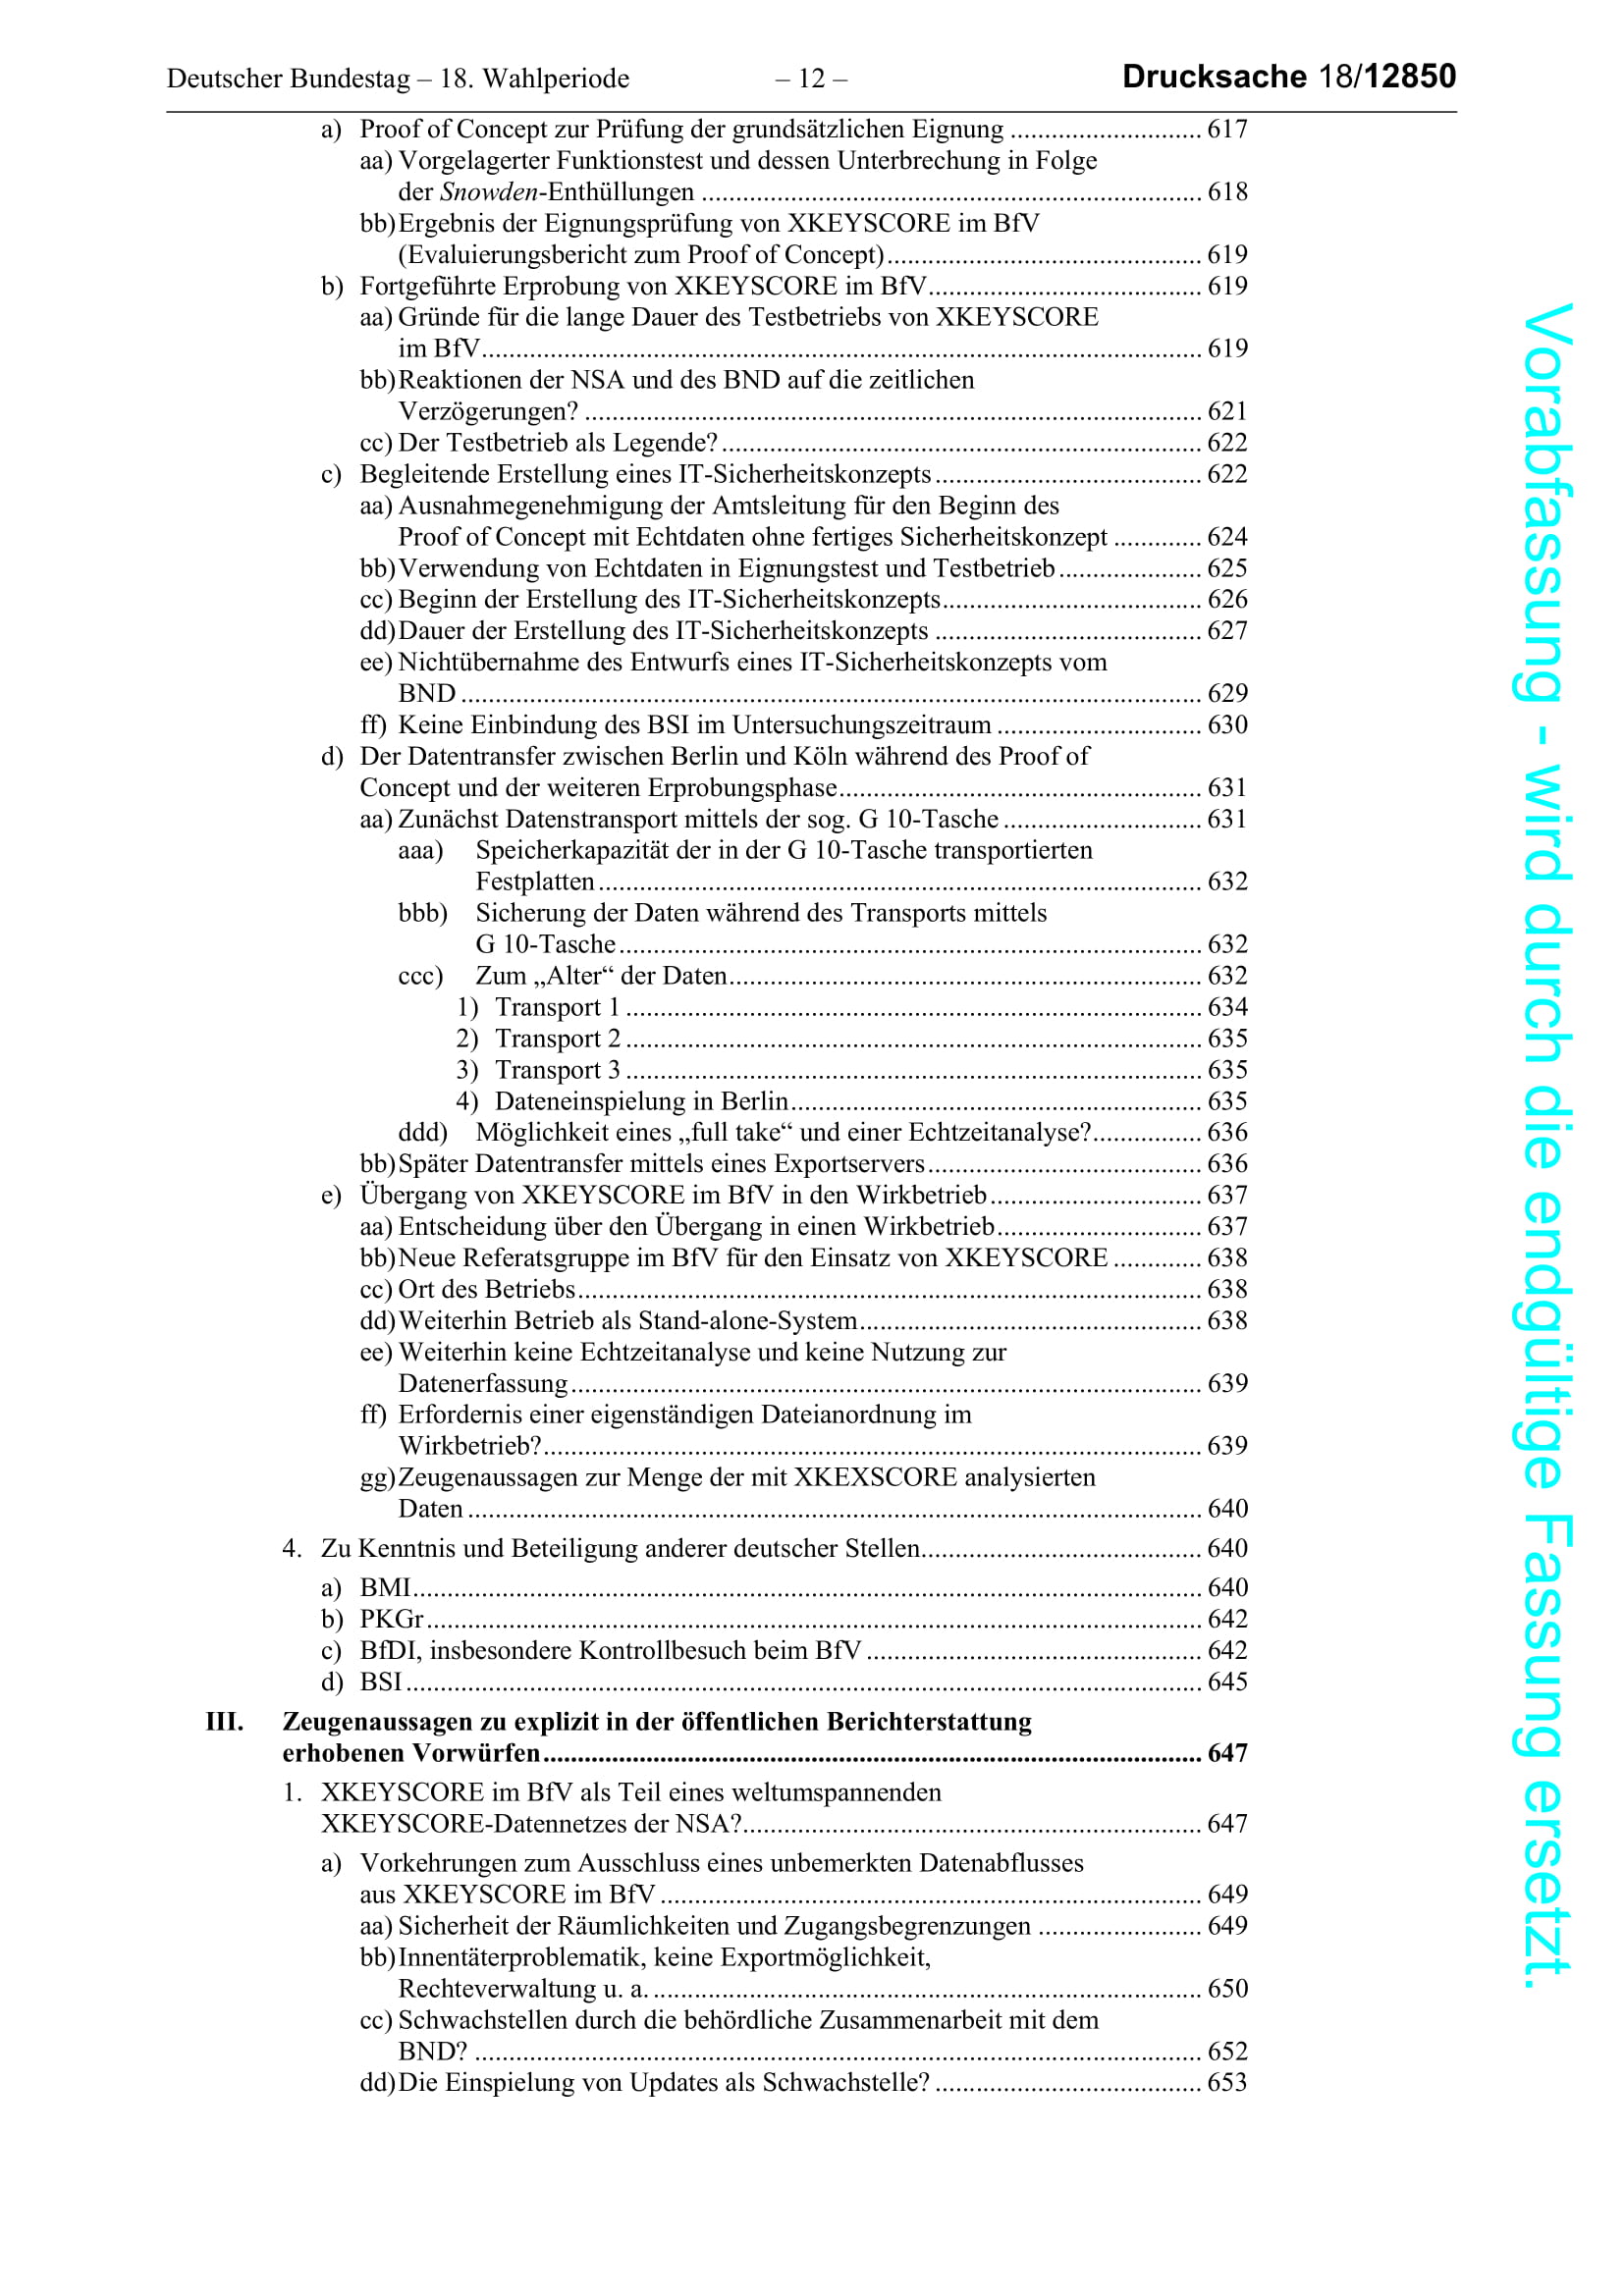 Deutscher Bundestag – 18. Wahlperiode – 12 – Drucksache 18/12850
a) Proof of Concept zur Prüfung der grundsätzlichen Eignung ............................ 617
aa) Vorgelagerter Funktionstest und dessen Unterbrechung in Folge
der Snowden-Enthüllungen .......................................................................... 618
bb) Ergebnis der Eignungsprüfung von XKEYSCORE im BfV
(Evaluierungsbericht zum Proof of Concept) .............................................. 619
b) Fortgeführte Erprobung von XKEYSCORE im BfV ........................................ 619
aa) Gründe für die lange Dauer des Testbetriebs von XKEYSCORE
im BfV .......................................................................................................... 619
bb) Reaktionen der NSA und des BND auf die zeitlichen
Verzögerungen? ........................................................................................... 621
cc) Der Testbetrieb als Legende? ....................................................................... 622
c) Begleitende Erstellung eines IT-Sicherheitskonzepts ....................................... 622
aa) Ausnahmegenehmigung der Amtsleitung für den Beginn des
Proof of Concept mit Echtdaten ohne fertiges Sicherheitskonzept ............. 624
bb) Verwendung von Echtdaten in Eignungstest und Testbetrieb ..................... 625
cc) Beginn der Erstellung des IT-Sicherheitskonzepts ...................................... 626
dd) Dauer der Erstellung des IT-Sicherheitskonzepts ....................................... 627
ee) Nichtübernahme des Entwurfs eines IT-Sicherheitskonzepts vom
BND ............................................................................................................. 629
ff) Keine Einbindung des BSI im Untersuchungszeitraum .............................. 630
d) Der Datentransfer zwischen Berlin und Köln während des Proof of
Concept und der weiteren Erprobungsphase ..................................................... 631
aa) Zunächst Datenstransport mittels der sog. G 10-Tasche ............................. 631
aaa) Speicherkapazität der in der G 10-Tasche transportierten
Festplatten ......................................................................................... 632
bbb) Sicherung der Daten während des Transports mittels
G 10-Tasche ...................................................................................... 632
ccc) Zum „Alter“ der Daten ...................................................................... 632
1) Transport 1 ..................................................................................... 634
2) Transport 2 ..................................................................................... 635
3) Transport 3 ..................................................................................... 635
4) Dateneinspielung in Berlin ............................................................. 635
ddd) Möglichkeit eines „full take“ und einer Echtzeitanalyse? ................ 636
bb) Später Datentransfer mittels eines Exportservers ........................................ 636
e) Übergang von XKEYSCORE im BfV in den Wirkbetrieb ............................... 637
aa) Entscheidung über den Übergang in einen Wirkbetrieb .............................. 637
bb) Neue Referatsgruppe im BfV für den Einsatz von XKEYSCORE ............. 638
cc) Ort des Betriebs ............................................................................................ 638
dd) Weiterhin Betrieb als Stand-alone-System .................................................. 638
ee) Weiterhin keine Echtzeitanalyse und keine Nutzung zur
Datenerfassung ............................................................................................. 639
ff) Erfordernis einer eigenständigen Dateianordnung im
Wirkbetrieb? ................................................................................................. 639
gg) Zeugenaussagen zur Menge der mit XKEXSCORE analysierten
Daten ............................................................................................................ 640
4. Zu Kenntnis und Beteiligung anderer deutscher Stellen ......................................... 640
a) BMI ................................................................................................................... 640
b) PKGr ................................................................................................................. 642
c) BfDI, insbesondere Kontrollbesuch beim BfV ................................................. 642
d) BSI .................................................................................................................... 645
III. Zeugenaussagen zu explizit in der öffentlichen Berichterstattung
erhobenen Vorwürfen ................................................................................................ 647
1. XKEYSCORE im BfV als Teil eines weltumspannenden
XKEYSCORE-Datennetzes der NSA? ................................................................... 647
a) Vorkehrungen zum Ausschluss eines unbemerkten Datenabflusses
aus XKEYSCORE im BfV ............................................................................... 649
aa) Sicherheit der Räumlichkeiten und Zugangsbegrenzungen ........................ 649
bb) Innentäterproblematik, keine Exportmöglichkeit,
Rechteverwaltung u. a. ................................................................................. 650
cc) Schwachstellen durch die behördliche Zusammenarbeit mit dem
BND? ........................................................................................................... 652
dd) Die Einspielung von Updates als Schwachstelle? ....................................... 653
Vorabfassung - wird durch die endgültige Fassung ersetzt.